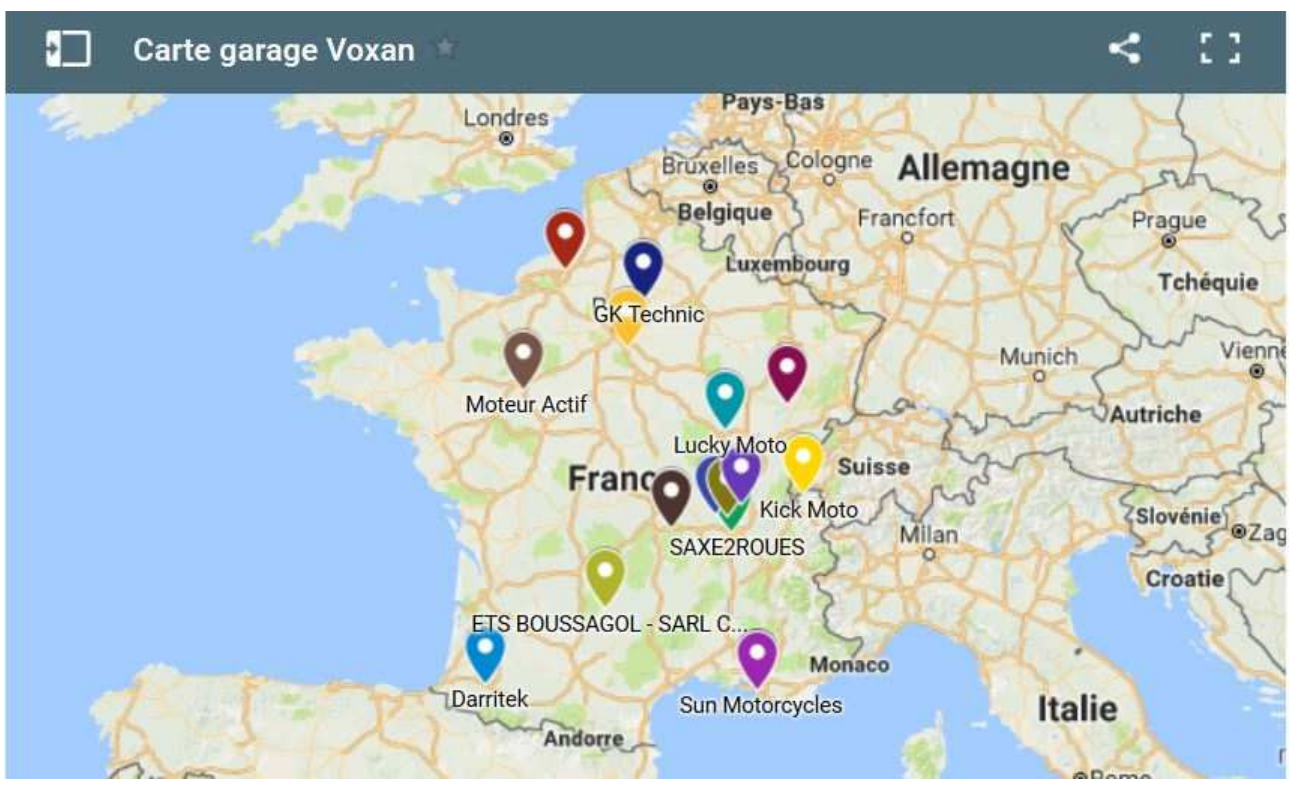 Carte garage Voxan
Pays-Bas
Londres
Bruxelles
Cologne
Allemagne
Belgique
Francfort
Prague
Luxembourg
Tchéquie
GK Technic
Munich
Vienne
Moteur Actif
Autriche
Lucky Moto
Suisse
Franc
Kick Moto
Slovénie
Milan
Zag
SAXE2ROUES
Croatie
ETS BOUSSAGOL - SARL C...
Monaco
Darritek
Sun Motorcycles
Italie
Andorre